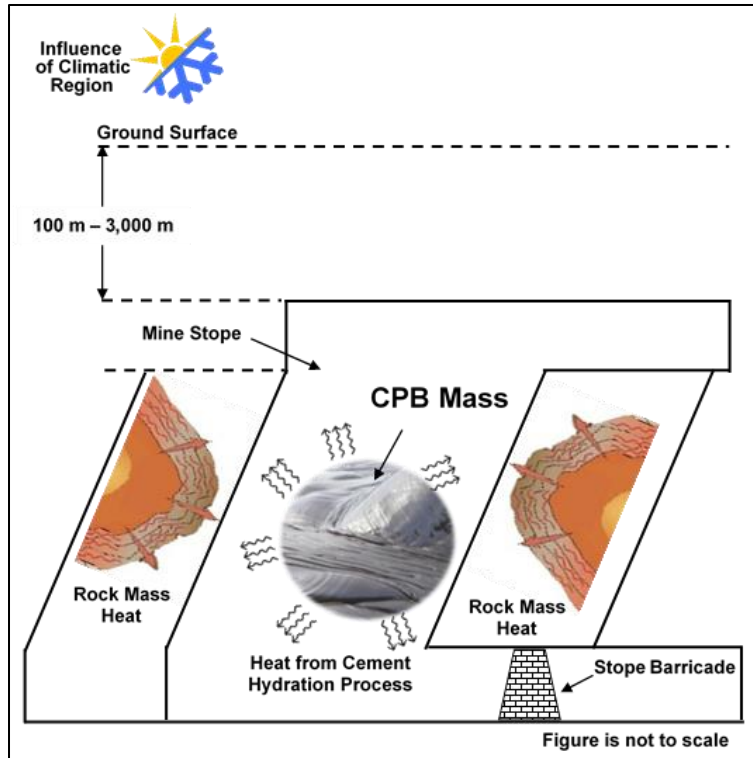 Influence
of Climatic
Region
Ground Surface
100 m – 3,000 m
Mine Stope
CPB Mass
Rock Mass
Heat
Rock Mass
Heat
Heat from Cement
Hydration Process
Stope Barricade
Figure is not to scale